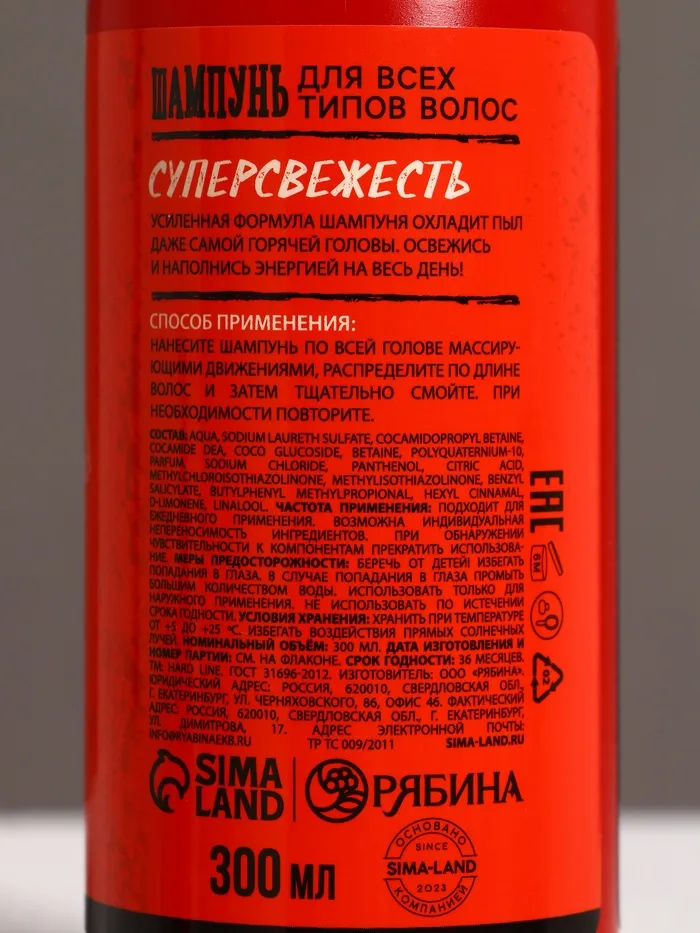 ШАМПУНЬ ДЛЯ ВСЕХ
ТИПОВ ВОЛОС
СУПЕРСВЕЖЕСТЬ
УСИЛЕННАЯ ФОРМУЛА ШАМПУНЯ ОХЛАДИТ ПЫЛ
ДАЖЕ САМОЙ ГОРЯЧЕЙ ГОЛОВЫ. ОСВЕЖИСЬ
И НАПОЛНИСЬ ЭНЕРГИЕЙ НА ВЕСЬ ДЕНЬ!
СПОСОБ ПРИМЕНЕНИЯ:
НАНЕСИТЕ ШАМПУНЬ ПО ВСЕЙ ГОЛОВЕ МАССИРУ-
ЮЩИМИ ДВИЖЕНИЯМИ, РАСПРЕДЕЛИТЕ ПО ДЛИНЕ
ВОЛОС И ЗАТЕМ ТЩАТЕЛЬНО СМОЙТЕ. ПРИ
НЕОБХОДИМОСТИ ПОВТОРИТЕ.
СОСТАВ: AQUA, SODIUM LAURETH SULFATE, COCAMIDOPROPYL BETAINE,
COCAMIDE DEA, COCO GLUCOSIDE, BETAINE, POLYQUATERNIUM-10,
PARFUM, SODIUM CHLORIDE, PANTHENOL, CITRIC ACID,
METHYLCHLOROISOTHIAZOLINONE, METHYLISOTHIAZOLINONE, BENZYL
SALICYLATE, BUTYLPHENYL METHYLPROPIONAL, HEXYL CINNAMAL,
D-LIMONENE, LINALOOL. ЧАСТОТА ПРИМЕНЕНИЯ: ПОДХОДИТ ДЛЯ
ЕЖЕДНЕВНОГО ПРИМЕНЕНИЯ. ВОЗМОЖНА ИНДИВИДУАЛЬНАЯ
НЕПЕРЕНОСИМОСТЬ ИНГРЕДИЕНТОВ. ПРИ ОБНАРУЖЕНИИ
ЧУВСТВИТЕЛЬНОСТИ К КОМПОНЕНТАМ ПРЕКРАТИТЬ ИСПОЛЬЗОВА-
НИЕ. МЕРЫ ПРЕДОСТОРОЖНОСТИ: БЕРЕЧЬ ОТ ДЕТЕЙ! ИЗБЕГАТЬ
ПОПАДАНИЯ В ГЛАЗА. В СЛУЧАЕ ПОПАДАНИЯ В ГЛАЗА ПРОМЫТЬ
БОЛЬШИМ КОЛИЧЕСТВОМ ВОДЫ. ИСПОЛЬЗОВАТЬ ТОЛЬКО ДЛЯ
НАРУЖНОГО ПРИМЕНЕНИЯ, НЕ ИСПОЛЬЗОВАТЬ ПО ИСТЕЧЕНИИ
СРОКА ГОДНОСТИ. УСЛОВИЯ ХРАНЕНИЯ: ХРАНИТЬ ПРИ ТЕМПЕРАТУРЕ
ОТ +5 ДО +25 °С. ИЗБЕГАТЬ ВОЗДЕЙСТВИЯ ПРЯМЫХ СОЛНЕЧНЫХ
ЛУЧЕЙ. НОМИНАЛЬНЫЙ ОБЪЁМ: 300 МЛ. ДАТА ИЗГОТОВЛЕНИЯ И
НОМЕР ПАРТИИ: СМ. НА ФЛАКОНЕ. СРОК ГОДНОСТИ: 36 МЕСЯЦЕВ.
ТМ: HARD LINE. ГОСТ 31696-2012. ИЗГОТОВИТЕЛЬ: ООО «РЯБИНА».
ЮРИДИЧЕСКИЙ АДРЕС: РОССИЯ, 620010, СВЕРДЛОВСКАЯ ОБЛ.,
Г. ЕКАТЕРИНБУРГ, УЛ. ЧЕРНЯХОВСКОГО, 86, ОФИС 46. ФАКТИЧЕСКИЙ
АДРЕС: РОССИЯ, 620010, СВЕРДЛОВСКАЯ ОБЛ., Г. ЕКАТЕРИНБУРГ,
УЛ. ДИМИТРОВА, 17. АДРЕС ЭЛЕКТРОННОЙ ПОЧТЫ:
INFO@RYABINAEKB.RU ТР ТС 009/2011 SIMA-LAND.RU
EAC
6M
02
SIMA
LAND
РЯБИНА
300 МЛ
ОСНОВАНО
SINCE
SIMA-LAND
2023
КОМПАНИЕЙ